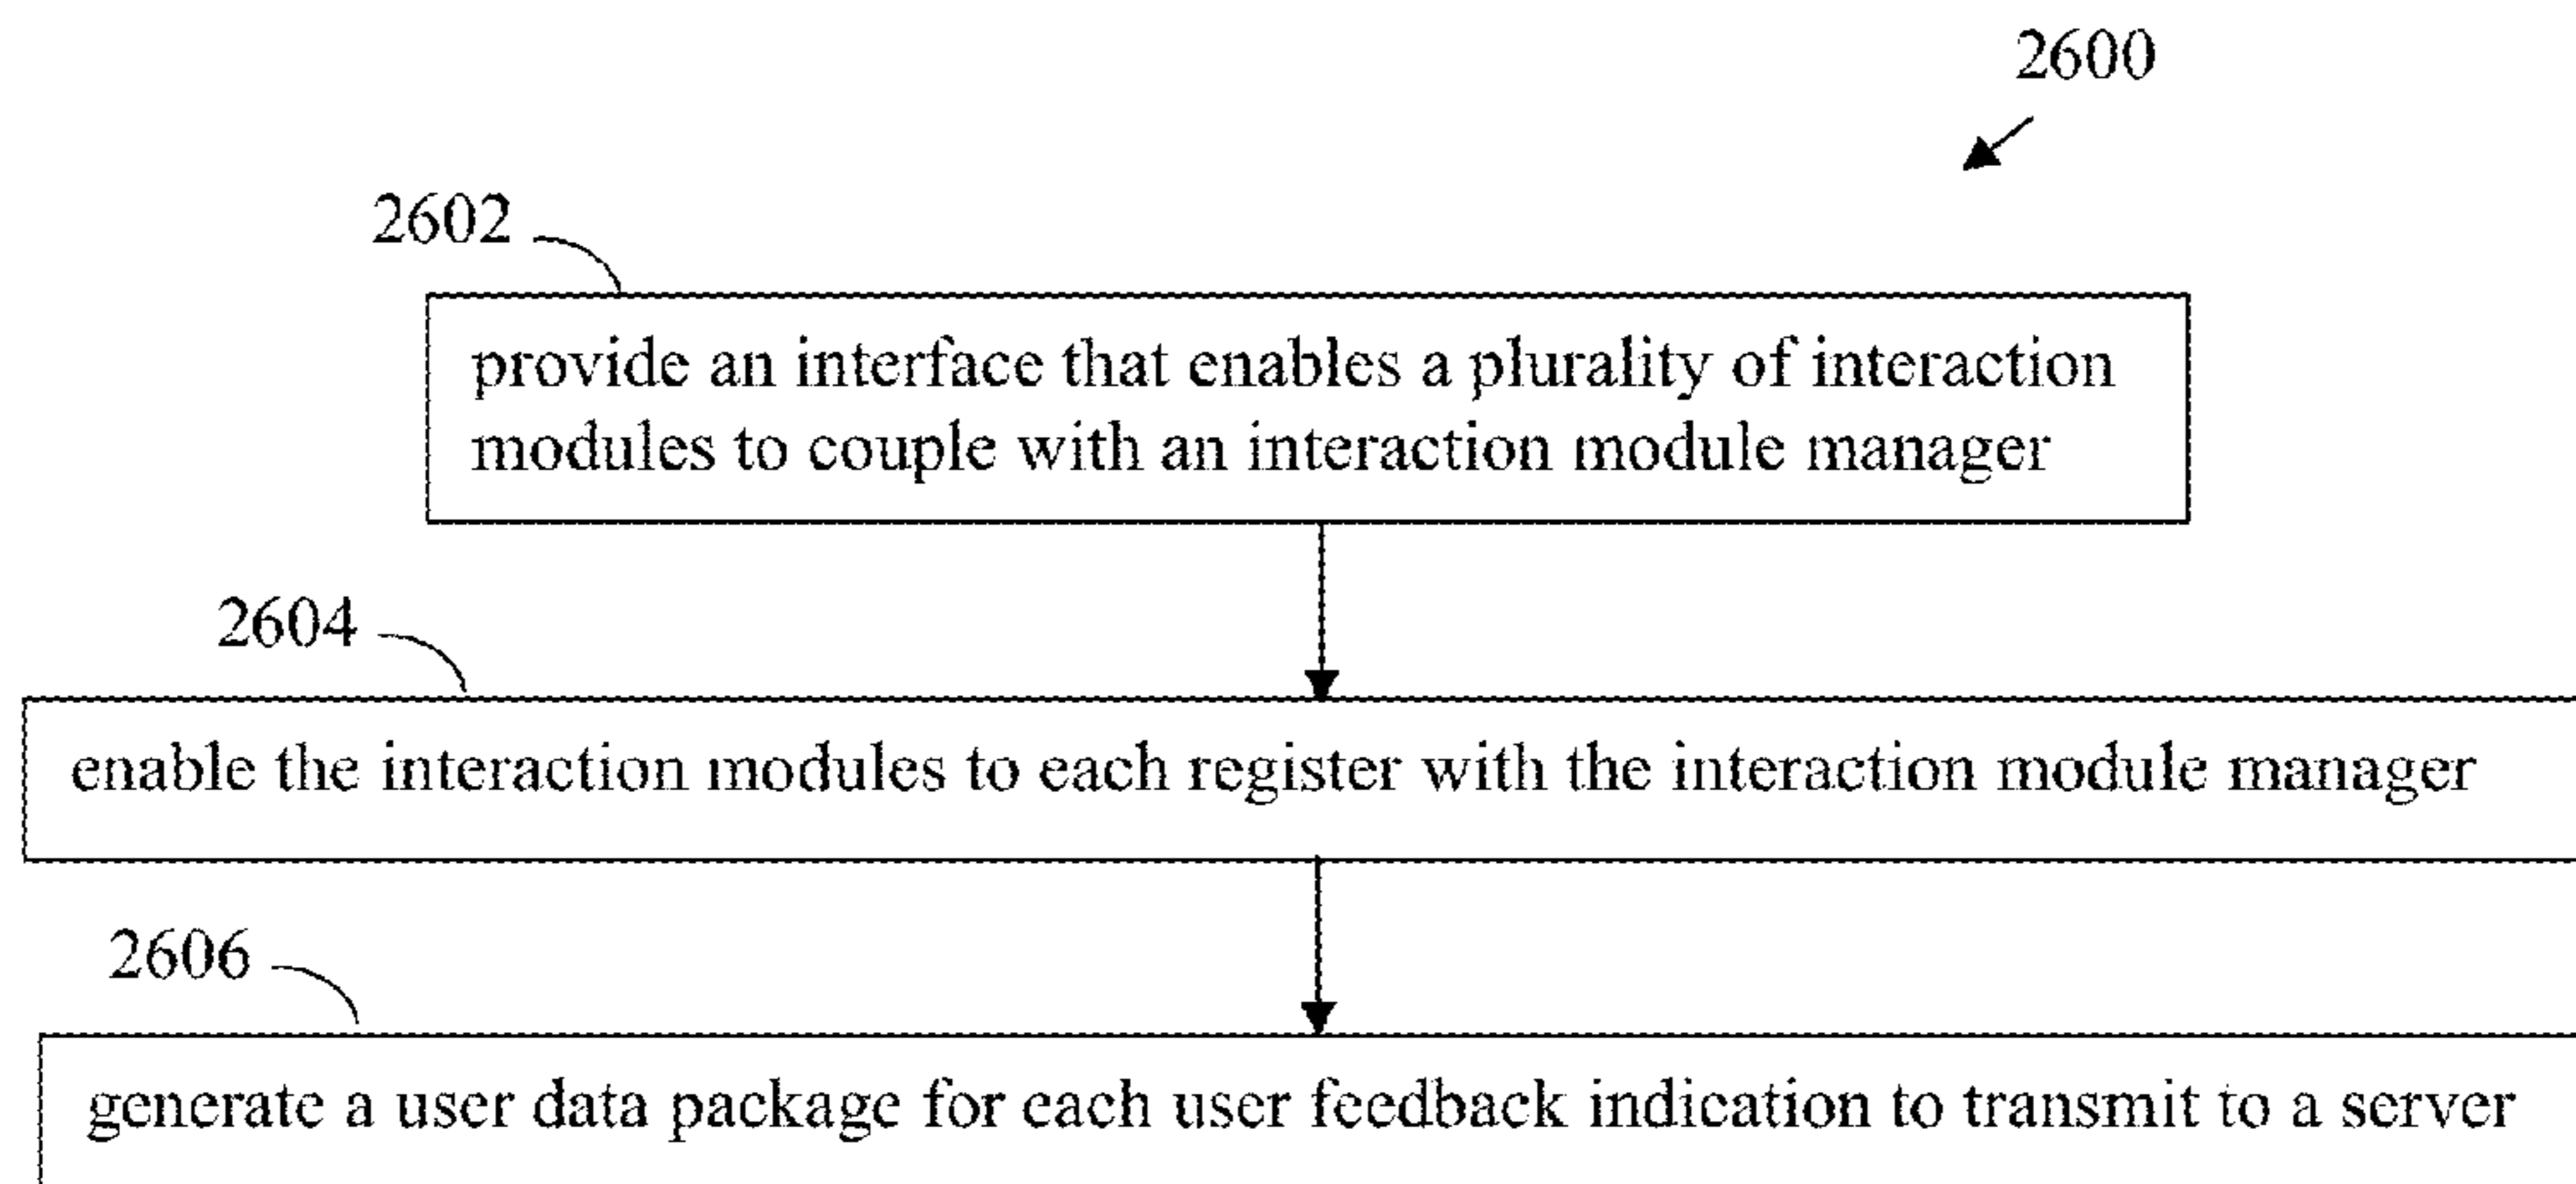 2600
2602
provide an interface that enables a plurality of interaction
modules to couple with an interaction module manager
2604
enable the interaction modules to each register with the interaction module manager
2606
generate a user data package for each user feedback indication to transmit to a server